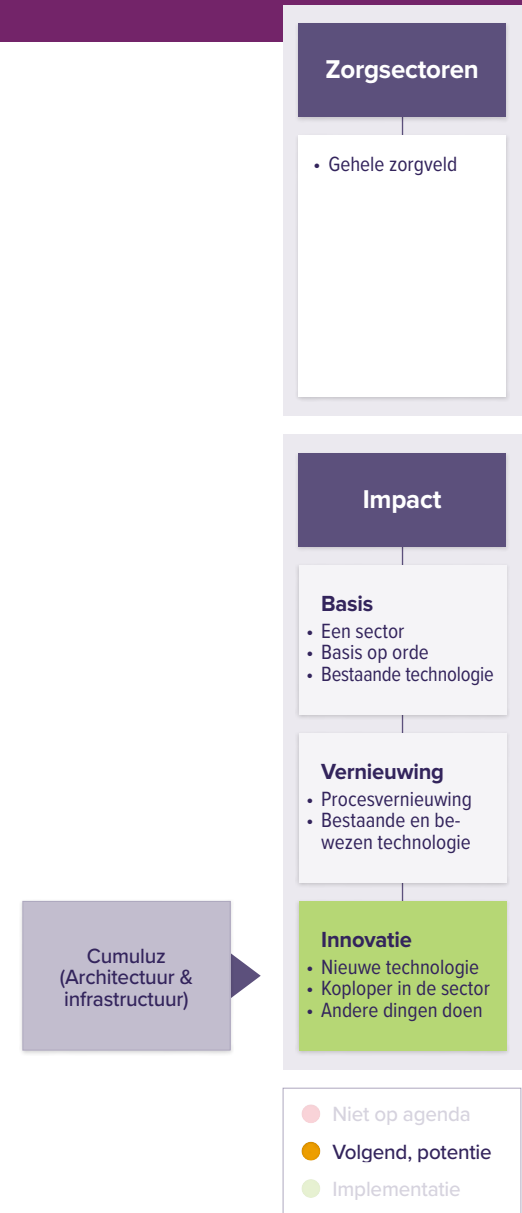 Zorgsectoren
• Gehele zorgveld
Impact
Basis
• Een sector
• Basis op orde
• Bestaande technologie
Vernieuwing
• Procesvernieuwing
• Bestaande en be-
wezen technologie
Cumuluz
(Architectuur &
infrastructuur)
Innovatie
• Nieuwe technologie
• Koploper in de sector
• Andere dingen doen
Niet op agenda
Volgend, potentie
Implementatie